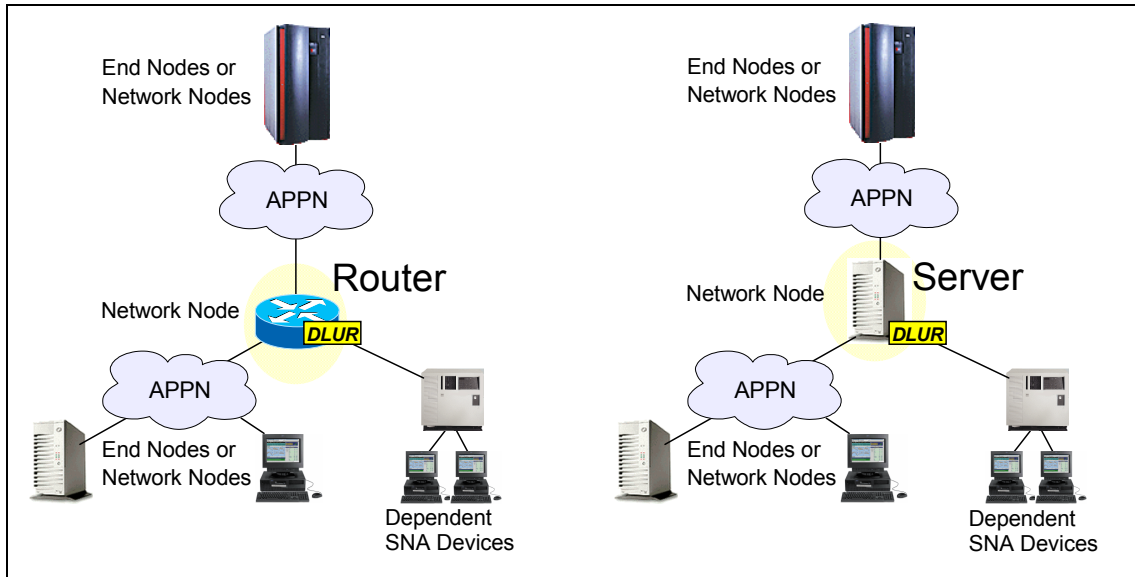 End Nodes or
Network Nodes
APPN
Router
Network Node
DLUR
APPN
End Nodes or
Network Nodes
Dependent
SNA Devices
End Nodes or
Network Nodes
APPN
Server
Network Node
DLUR
APPN
End Nodes or
Network Nodes
Dependent
SNA Devices